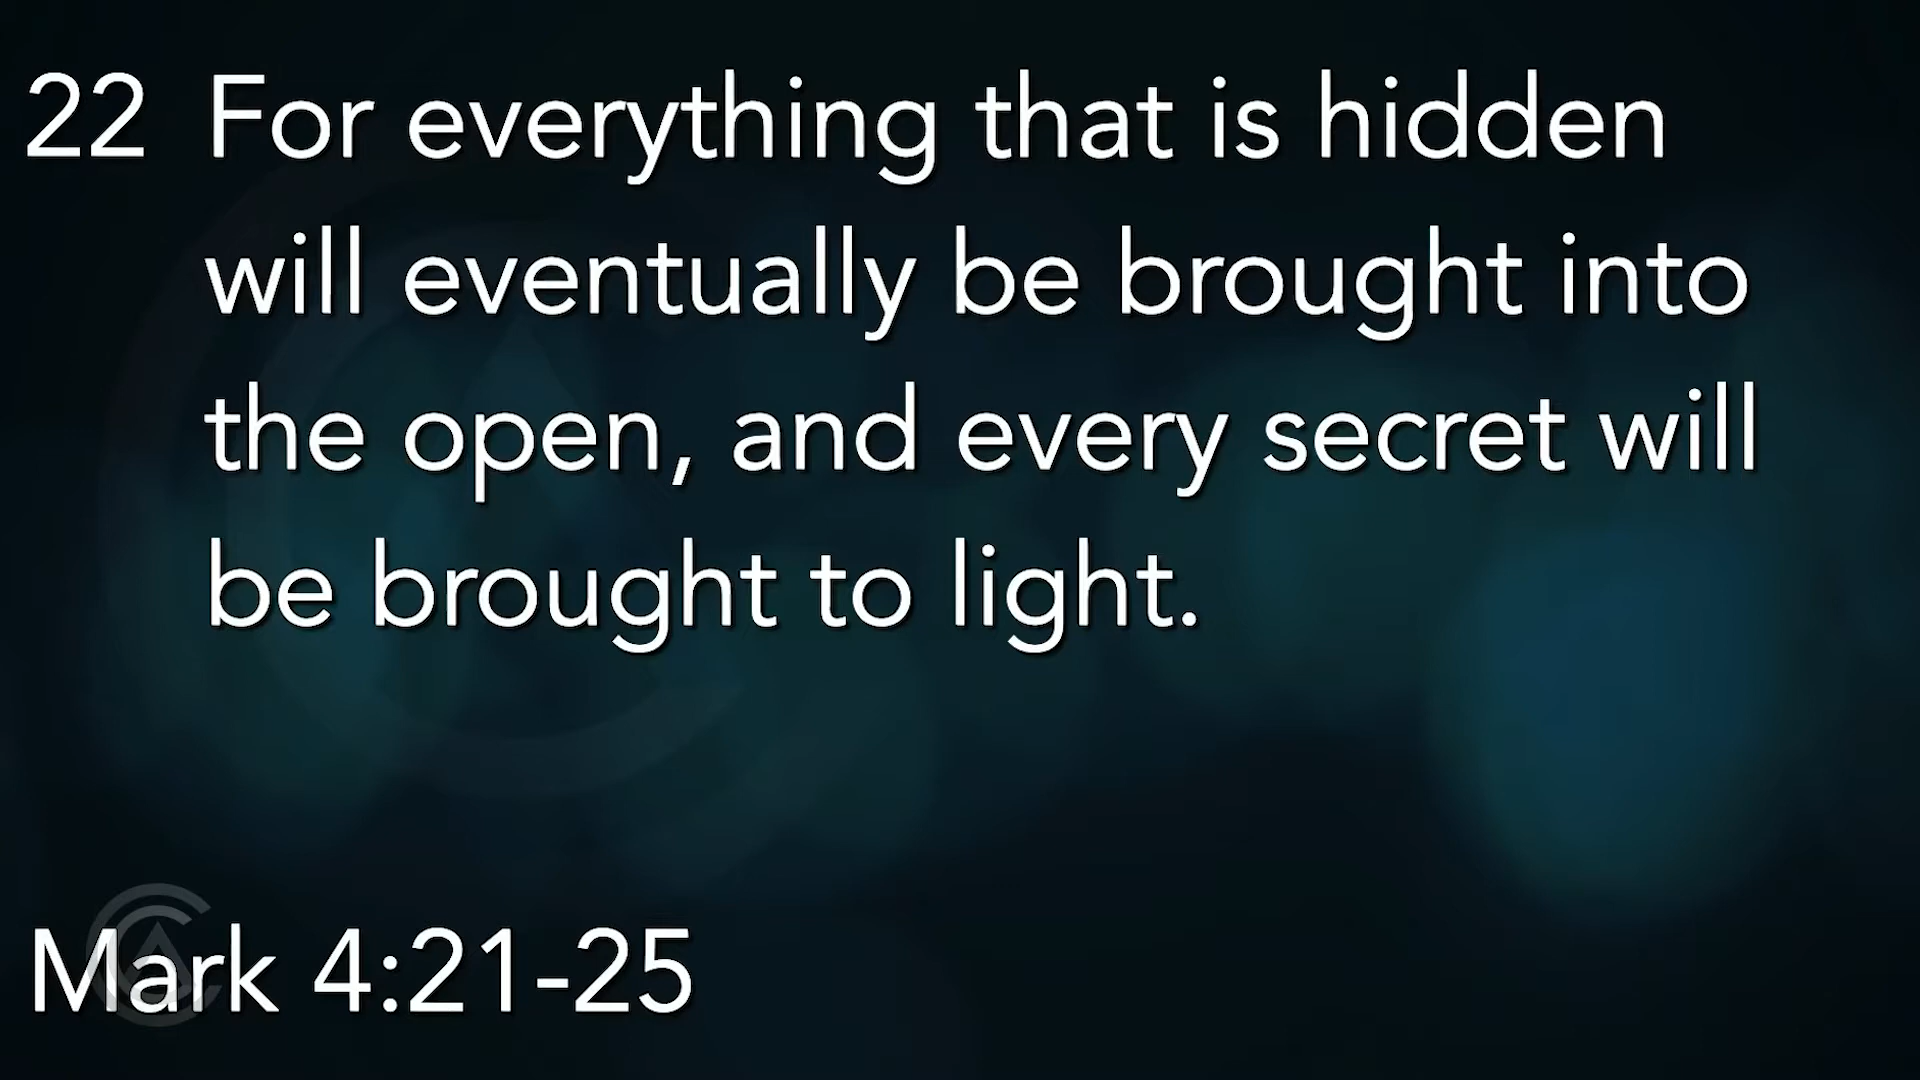 22 For everything that is hidden
will eventually be brought into
the open, and every secret will
be brought to light.
Mark 4:21-25